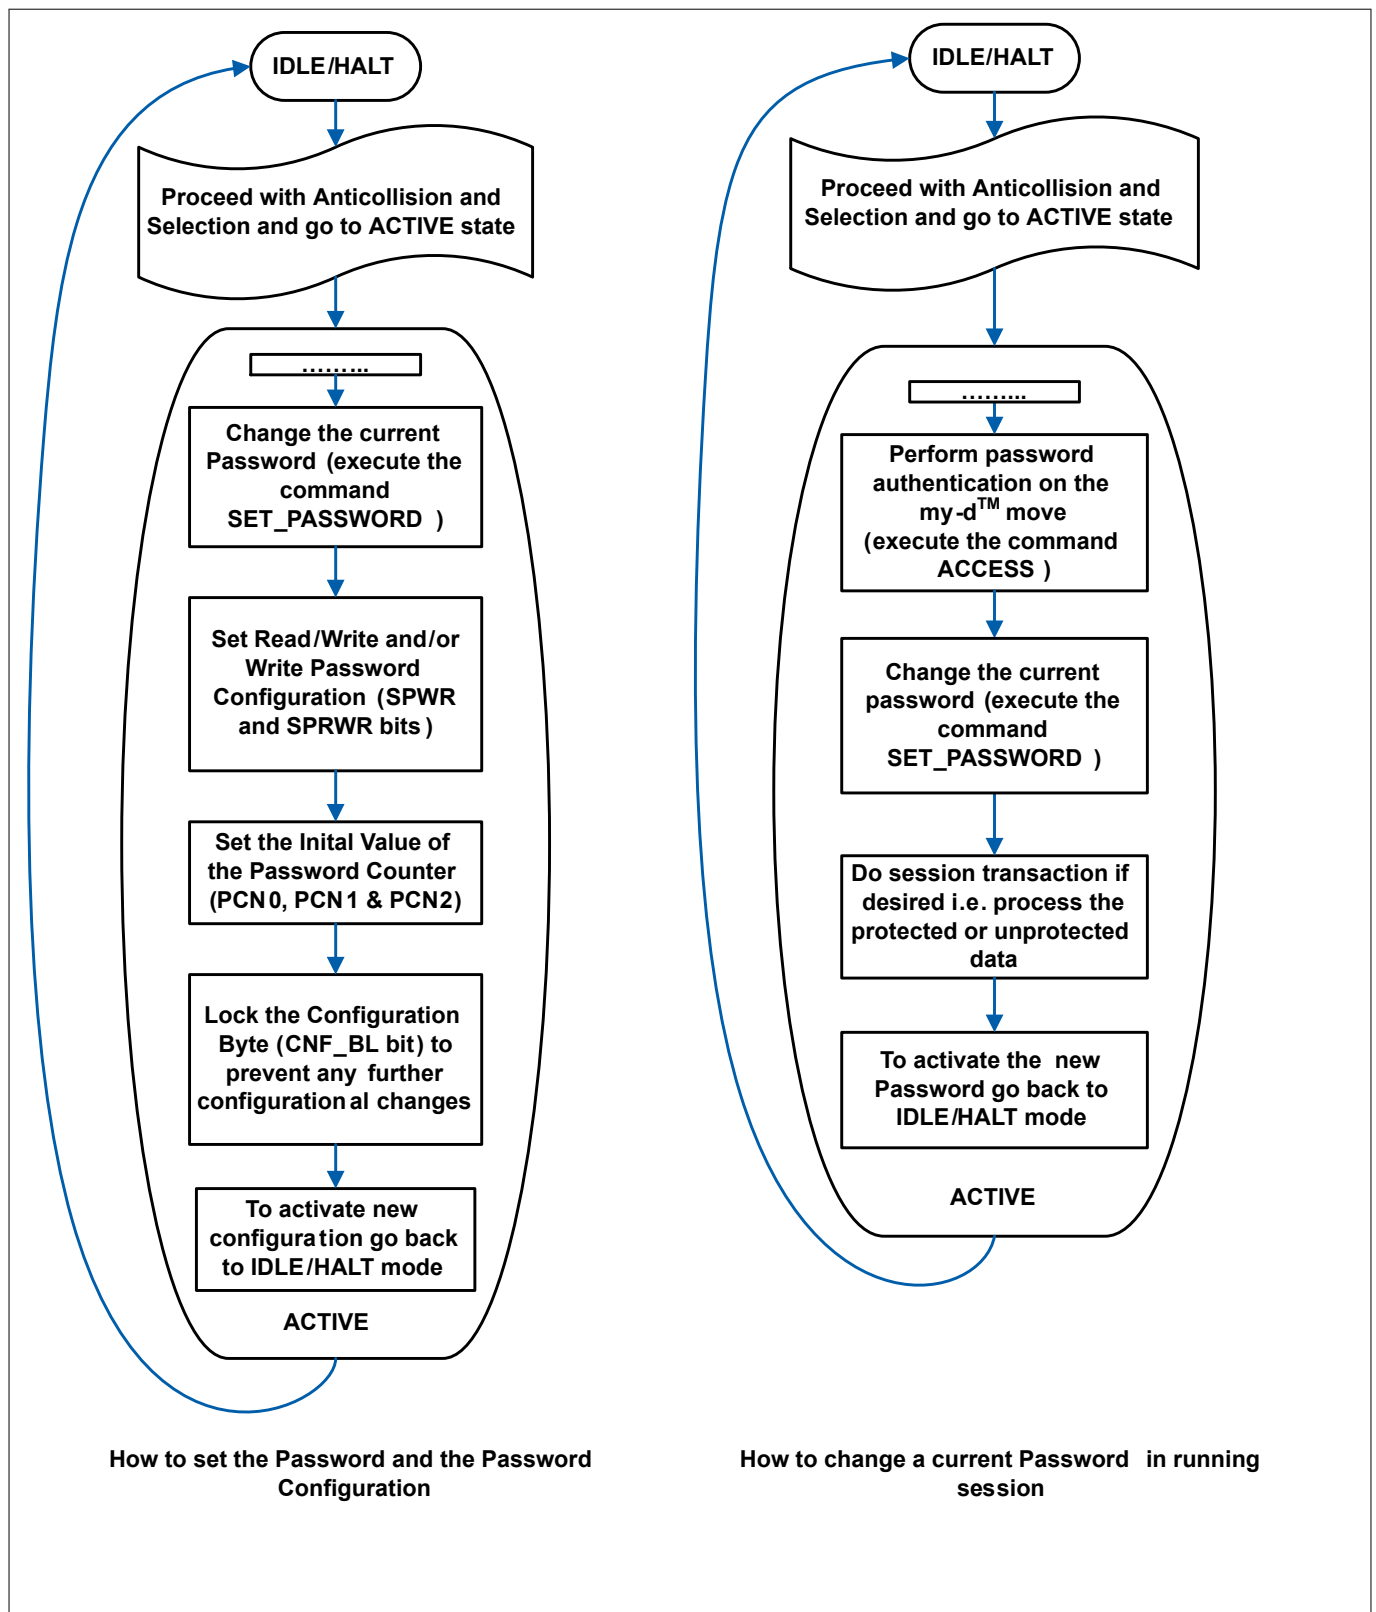 IDLE/HALT
Proceed with Anticollision and
Selection and go to ACTIVE state
.........
Change the current
Password (execute the
command
SET_PASSWORD )
Set Read/Write and/or
Write Password
Configuration (SPWR
and SPRWR bits)
Set the Inital Value of
the Password Counter
(PCN0, PCN1 & PCN2)
Lock the Configuration
Byte (CNF_BL bit) to
prevent any further
configurational changes
To activate new
configuration go back
to IDLE/HALT mode
ACTIVE
How to set the Password and the Password
Configuration
IDLE/HALT
Proceed with Anticollision and
Selection and go to ACTIVE state
.........
Perform password
authentication on the
my-d™ move
(execute the command
ACCESS )
Change the current
password (execute the
command
SET_PASSWORD )
Do session transaction if
desired i.e. process the
protected or unprotected
data
To activate the new
Password go back to
IDLE/HALT mode
ACTIVE
How to change a current Password in running
session